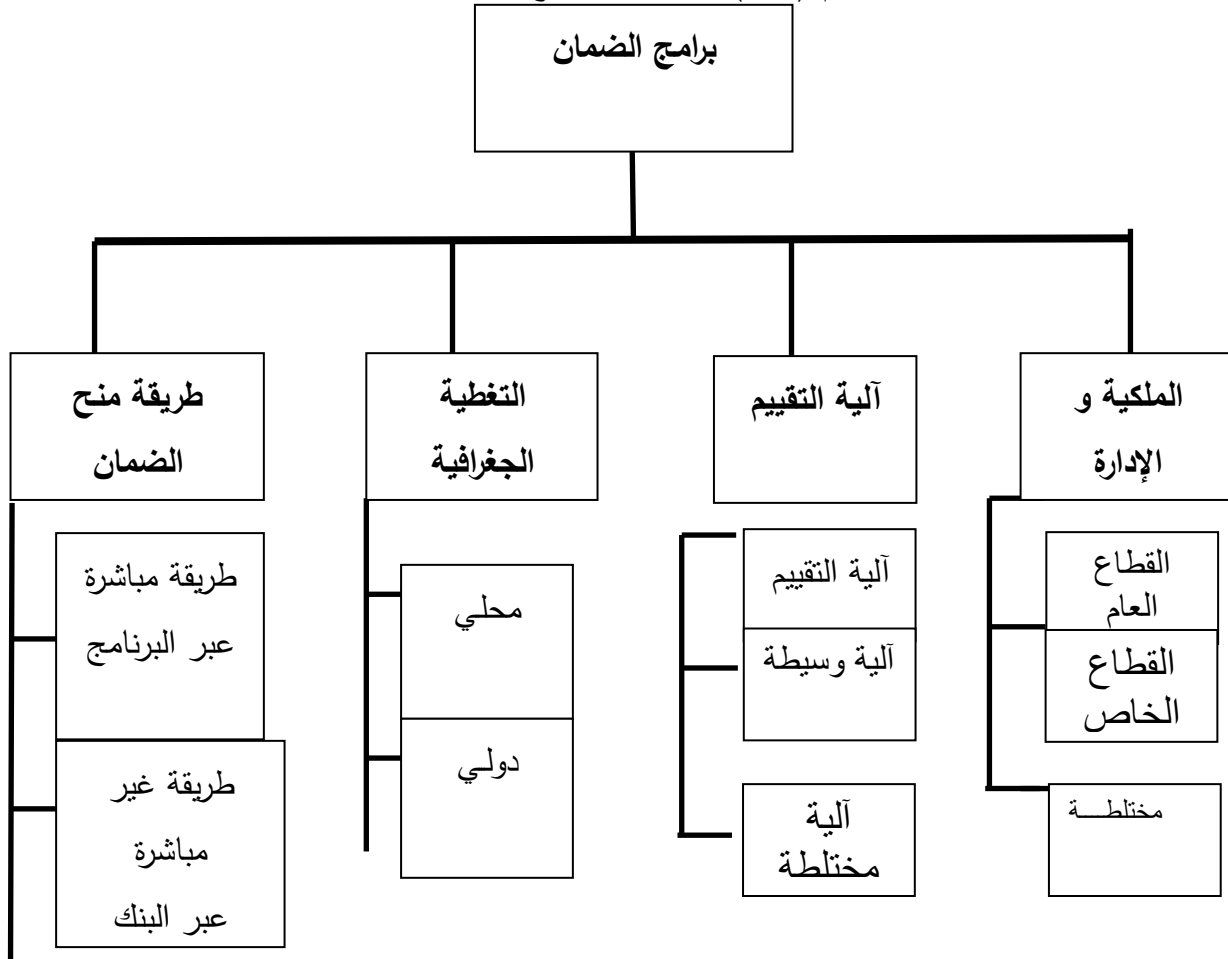 برامج الضمان
الملكية و
الإدارة
آلية التقييم
التغطية
الجغرافية
طريقة منح
الضمان
القطاع
العام
القطاع
الخاص
مختلطـــة
آلية التقييم
آلية وسيطة
آلية
مختلطة
محلي
دولي
طريقة مباشرة
عبر البرنامج
طريقة غير
مباشرة
عبر البنك